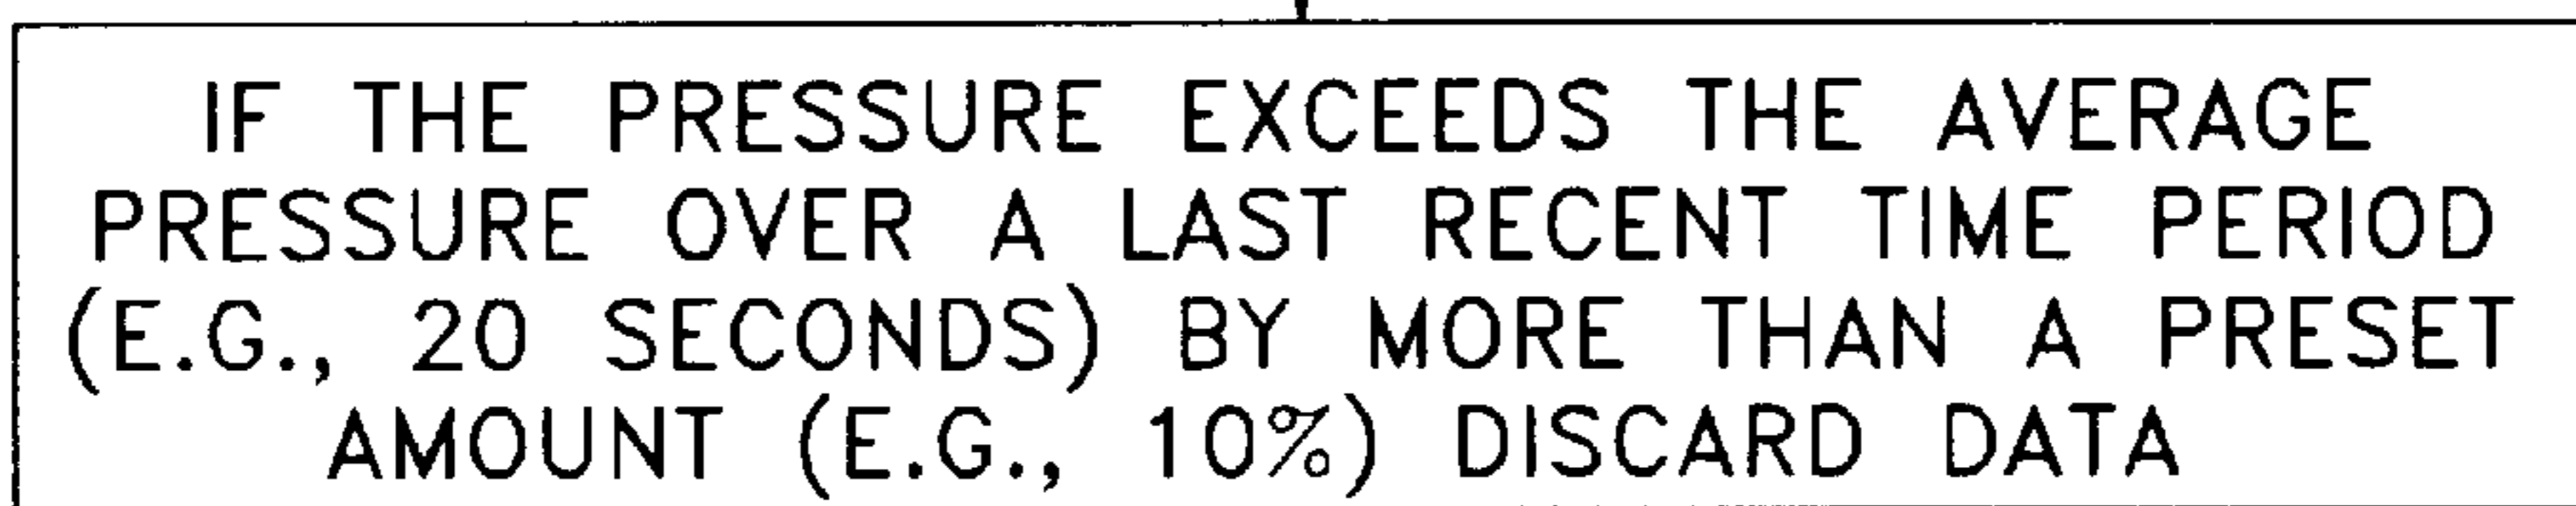 IF THE PRESSURE EXCEEDS THE AVERAGE
PRESSURE OVER A LAST RECENT TIME PERIOD
(E.G., 20 SECONDS) BY MORE THAN A PRESET
AMOUNT (E.G., 10%) DISCARD DATA